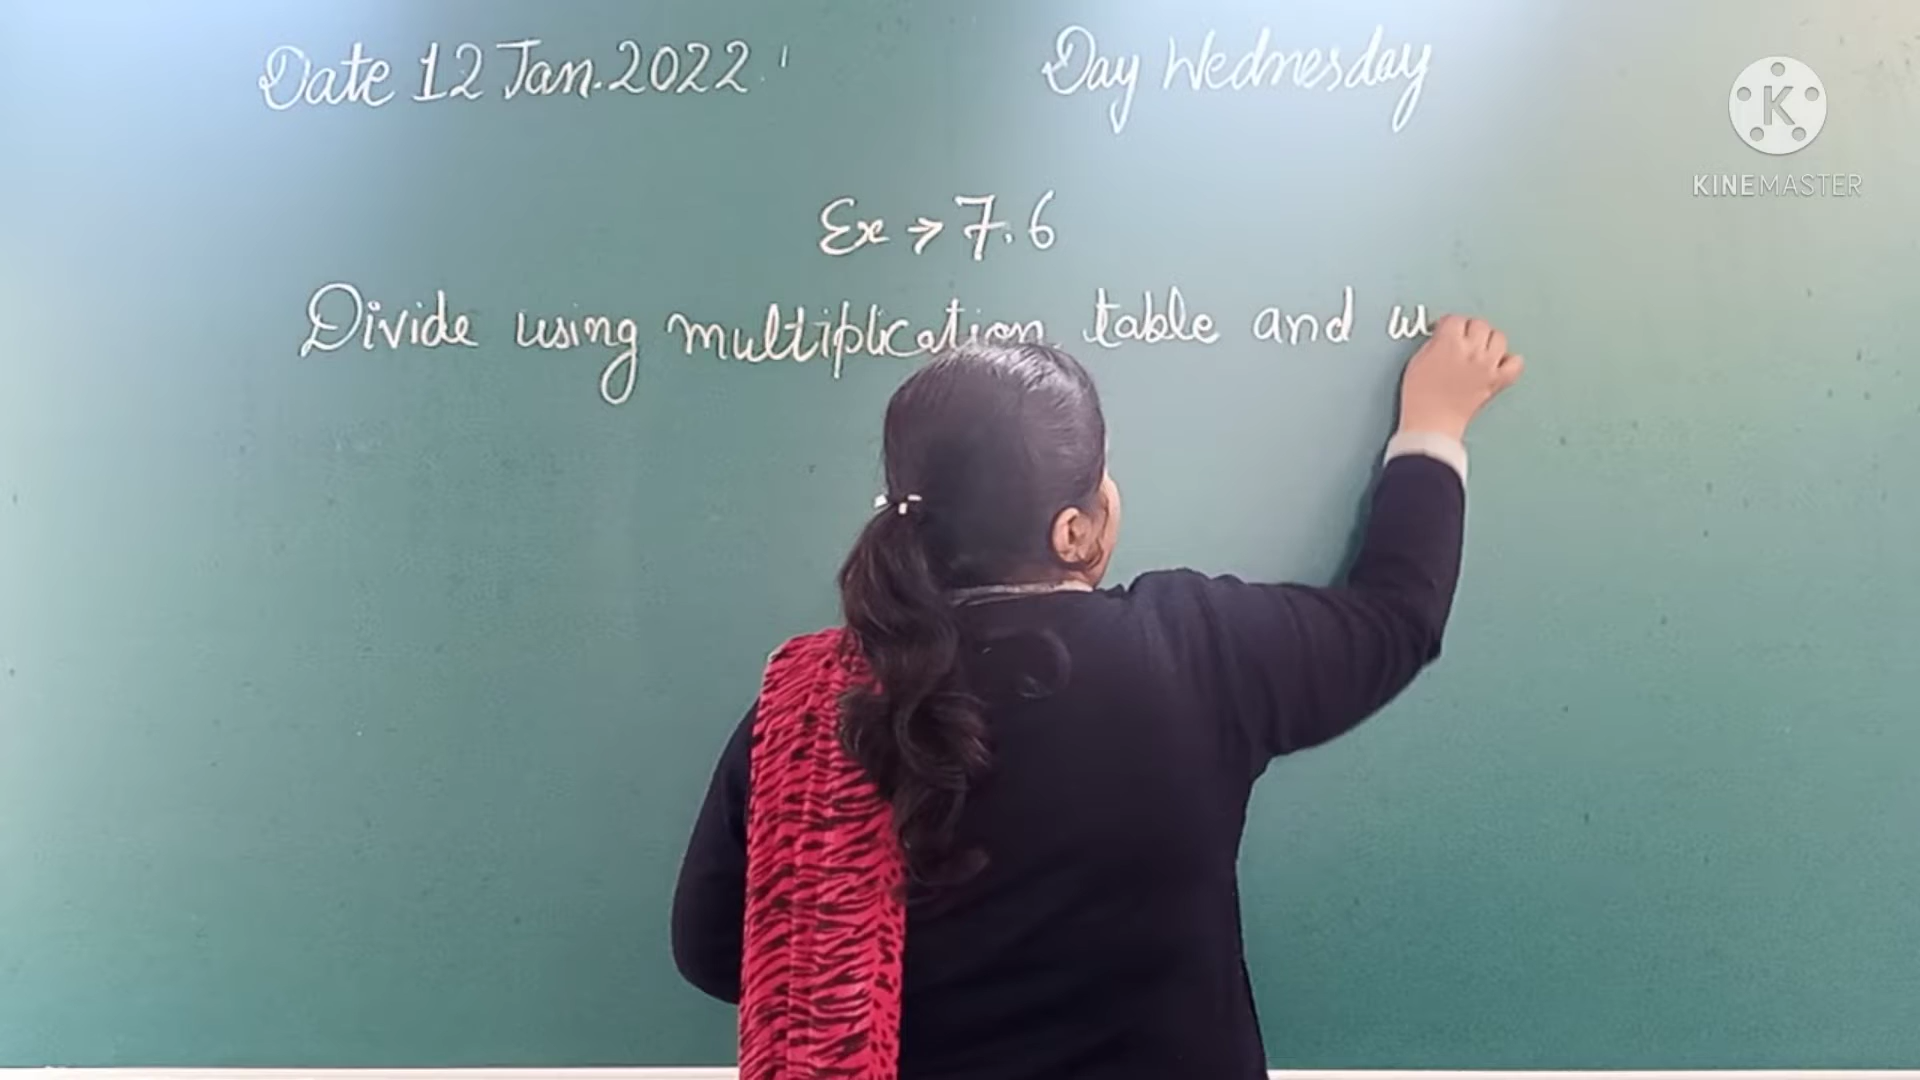 Date 12 Jan. 2022. Day Wednesday
K
KINEMASTER
Ex → 7.6
Divide using multiplication table and